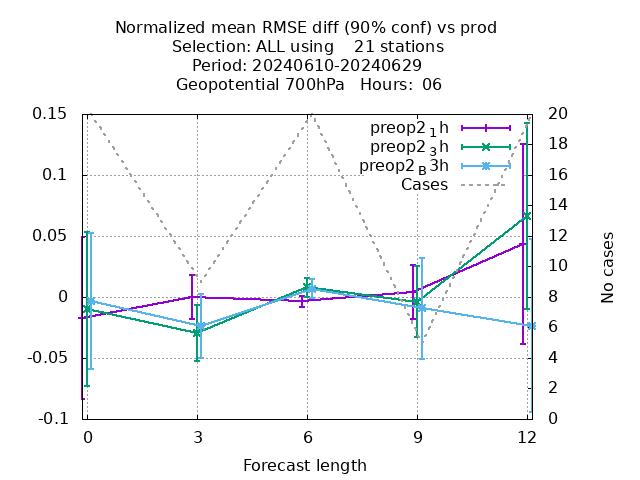 Normalized mean RMSE diff (90% conf) vs prod
Selection: ALL using    21 stations
Period: 20240610-20240629
Geopotential 700hPa   Hours:  06
preop2 1h
preop2 3h
preop2 B3h
Cases
0.15
0.1
0.05
0
-0.05
-0.1
20
18
16
14
12
10
8
6
4
2
0
No cases
0
3
6
9
12
Forecast length